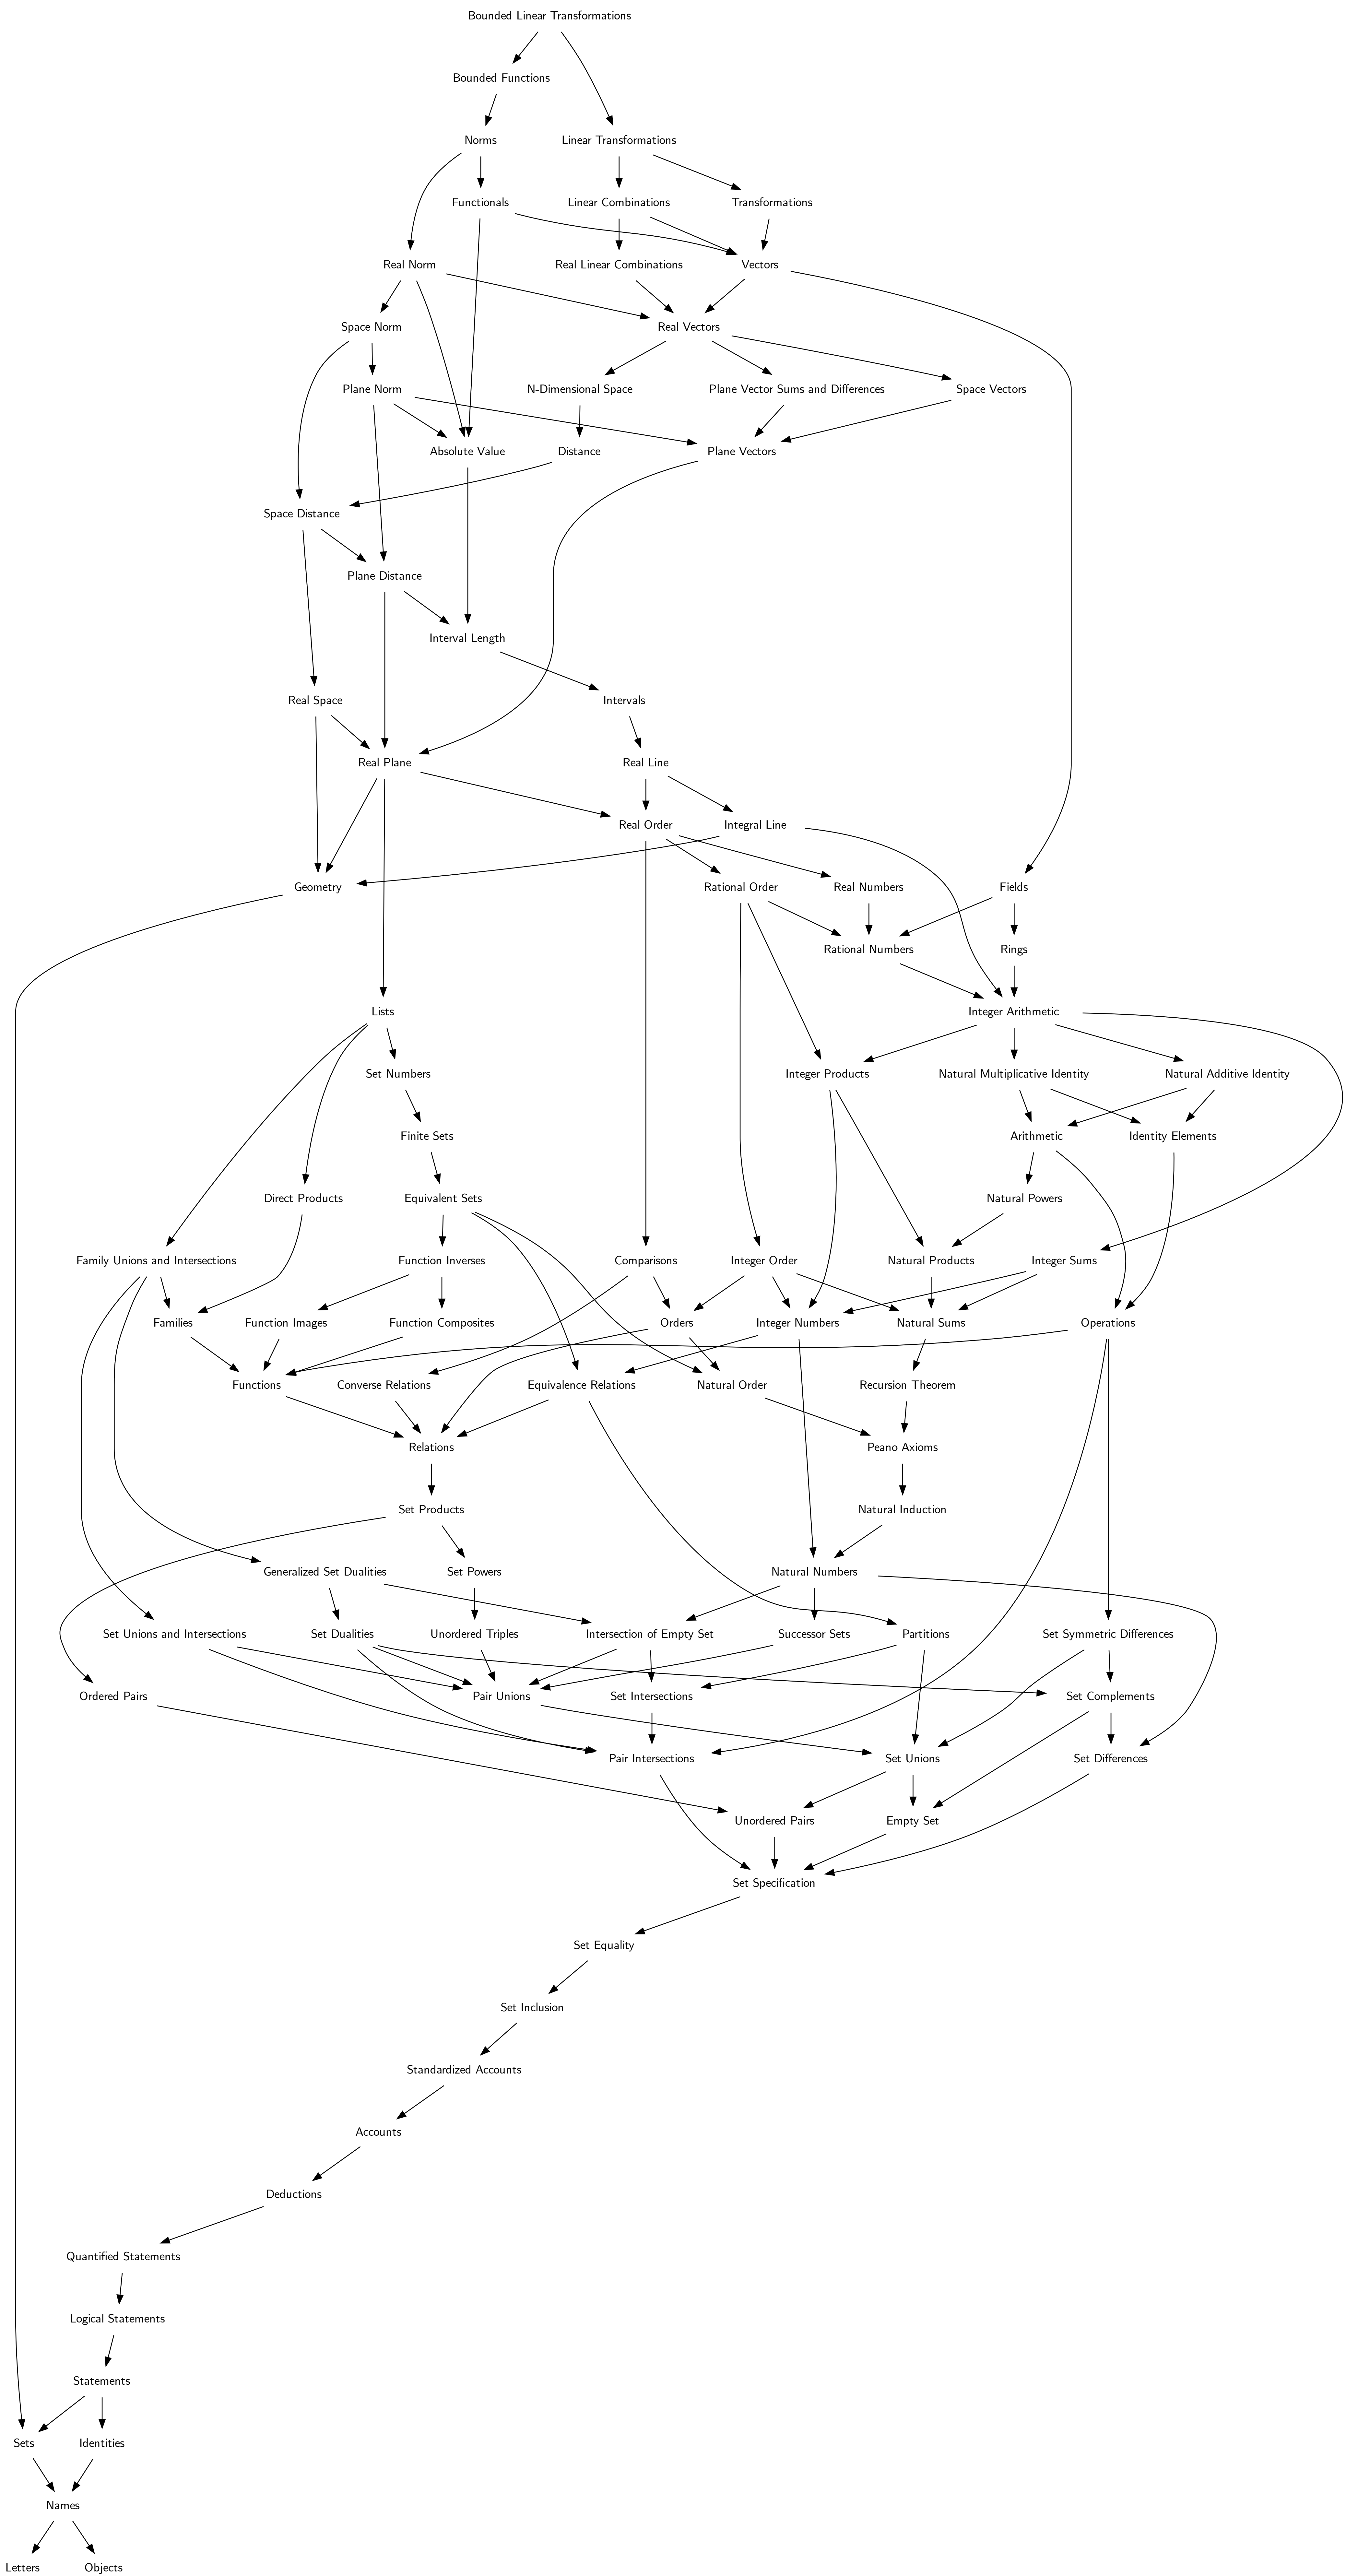 Bounded Linear Transformations
Bounded Functions
Norms
Linear Transformations
Functionals
Linear Combinations
Transformations
Real Norm
Real Linear Combinations
Vectors
Space Norm
Real Vectors
Plane Norm
N-Dimensional Space
Plane Vector Sums and Differences
Space Vectors
Absolute Value
Distance
Plane Vectors
Space Distance
Plane Distance
Interval Length
Real Space
Intervals
Real Plane
Real Line
Real Order
Integral Line
Geometry
Rational Order
Real Numbers
Fields
Rational Numbers
Rings
Lists
Integer Arithmetic
Set Numbers
Integer Products
Natural Multiplicative Identity
Natural Additive Identity
Finite Sets
Arithmetic
Identity Elements
Direct Products
Equivalent Sets
Natural Powers
Family Unions and Intersections
Function Inverses
Comparisons
Integer Order
Natural Products
Integer Sums
Families
Function Images
Function Composites
Orders
Integer Numbers
Natural Sums
Operations
Functions
Converse Relations
Equivalence Relations
Natural Order
Recursion Theorem
Relations
Peano Axioms
Set Products
Natural Induction
Generalized Set Dualities
Set Powers
Natural Numbers
Set Unions and Intersections
Set Dualities
Unordered Triples
Intersection of Empty Set
Successor Sets
Partitions
Set Symmetric Differences
Ordered Pairs
Pair Unions
Set Intersections
Set Complements
Pair Intersections
Set Unions
Set Differences
Unordered Pairs
Empty Set
Set Specification
Set Equality
Set Inclusion
Standardized Accounts
Accounts
Deductions
Quantified Statements
Logical Statements
Statements
Sets
Identities
Names
Letters
Objects